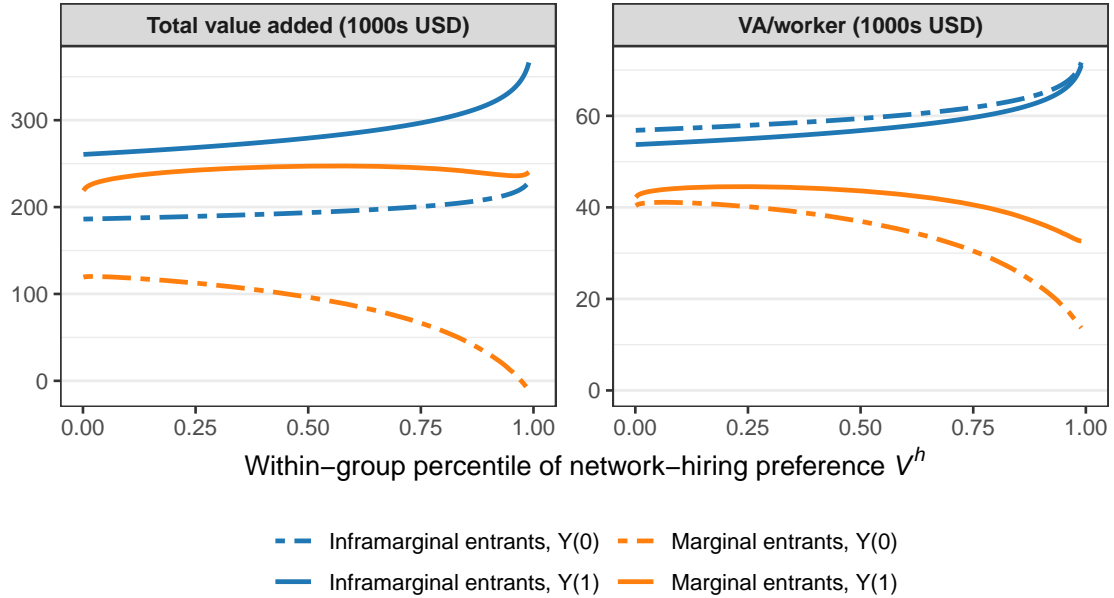 Total value added (1000s USD)
VA/worker (1000s USD)
300
200
100
0
60
40
20
0
0.00 0.25 0.50 0.75 1.00
0.00 0.25 0.50 0.75 1.00
Within−group percentile of network−hiring preference V^h
Inframarginal entrants, Y(0) Marginal entrants, Y(0)
Inframarginal entrants, Y(1) Marginal entrants, Y(1)